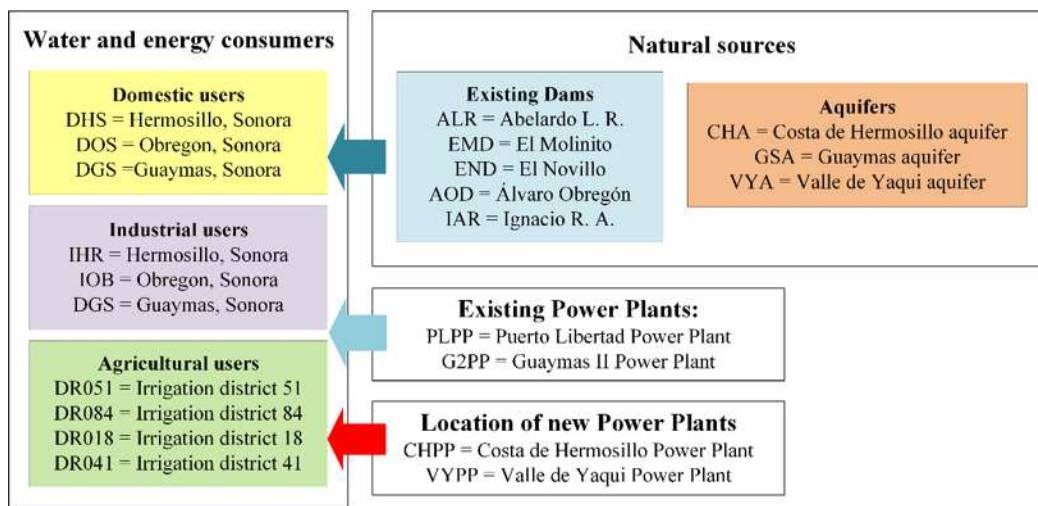 Water and energy consumers
Domestic users
DHS = Hermosillo, Sonora
DOS = Obregon, Sonora
DGS =Guaymas, Sonora
Industrial users
IHR = Hermosillo, Sonora
IOB = Obregon, Sonora
DGS = Guaymas, Sonora
Agricultural users
DR051 = Irrigation district 51
DR084 = Irrigation district 84
DR018 = Irrigation district 18
DR041 = Irrigation district 41
Natural sources
Existing Dams
ALR = Abelardo L. R.
EMD = El Molinito
END = El Novillo
AOD = Álvaro Obregón
IAR = Ignacio R. A.
Aquifers
CHA = Costa de Hermosillo aquifer
GSA = Guaymas aquifer
VYA = Valle de Yaqui aquifer
Existing Power Plants:
PLPP = Puerto Libertad Power Plant
G2PP = Guaymas II Power Plant
Location of new Power Plants
CHPP = Costa de Hermosillo Power Plant
VYPP = Valle de Yaqui Power Plant